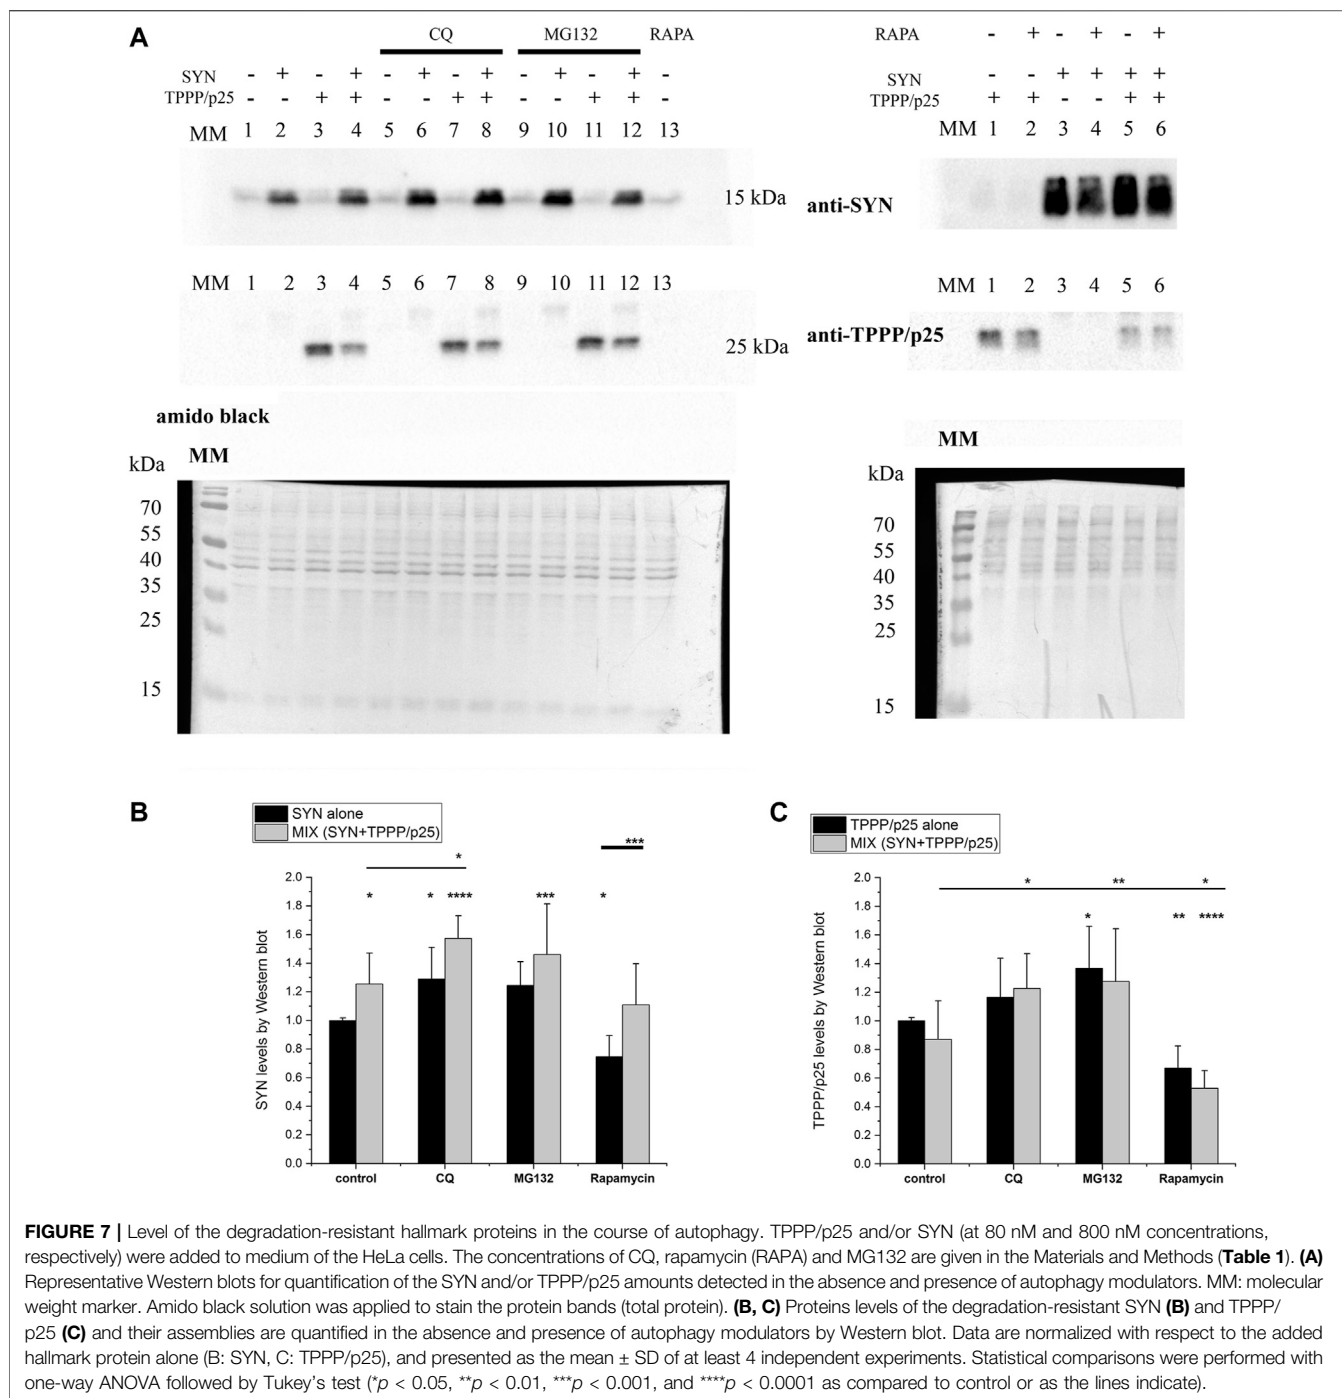 A
CQ MG132 RAPA
SYN - + - + - + - + - + - + -
TPPP/p25 - - + + - - + + - - + + -
MM 1 2 3 4 5 6 7 8 9 10 11 12 13
15 kDa
MM 1 2 3 4 5 6 7 8 9 10 11 12 13
25 kDa
amido black
kDa MM
70
55
40
35
25
15
RAPA - + - + - +
SYN - - + + + +
TPPP/p25 + + - - + +
MM 1 2 3 4 5 6
anti-SYN
MM 1 2 3 4 5 6
anti-TPPP/p25
MM
kDa
70
55
40
35
25
15
B
SYN alone
MIX (SYN+TPPP/p25)
***
*
* * **** *** *
SYN levels by Western blot
2.0
1.8
1.6
1.4
1.2
1.0
0.8
0.6
0.4
0.2
0.0
control CQ MG132 Rapamycin
C
TPPP/p25 alone
MIX (SYN+TPPP/p25)
* ** *
* ** ****
TPPP/p25 levels by Western blot
2.0
1.8
1.6
1.4
1.2
1.0
0.8
0.6
0.4
0.2
0.0
control CQ MG132 Rapamycin
FIGURE 7 | Level of the degradation-resistant hallmark proteins in the course of autophagy. TPPP/p25 and/or SYN (at 80 nM and 800 nM concentrations,
respectively) were added to medium of the HeLa cells. The concentrations of CQ, rapamycin (RAPA) and MG132 are given in the Materials and Methods (Table 1). (A)
Representative Western blots for quantification of the SYN and/or TPPP/p25 amounts detected in the absence and presence of autophagy modulators. MM: molecular
weight marker. Amido black solution was applied to stain the protein bands (total protein). (B, C) Proteins levels of the degradation-resistant SYN (B) and TPPP/
p25 (C) and their assemblies are quantified in the absence and presence of autophagy modulators by Western blot. Data are normalized with respect to the added
hallmark protein alone (B: SYN, C: TPPP/p25), and presented as the mean ± SD of at least 4 independent experiments. Statistical comparisons were performed with
one-way ANOVA followed by Tukey's test (*p < 0.05, **p < 0.01, ***p < 0.001, and ****p < 0.0001 as compared to control or as the lines indicate).